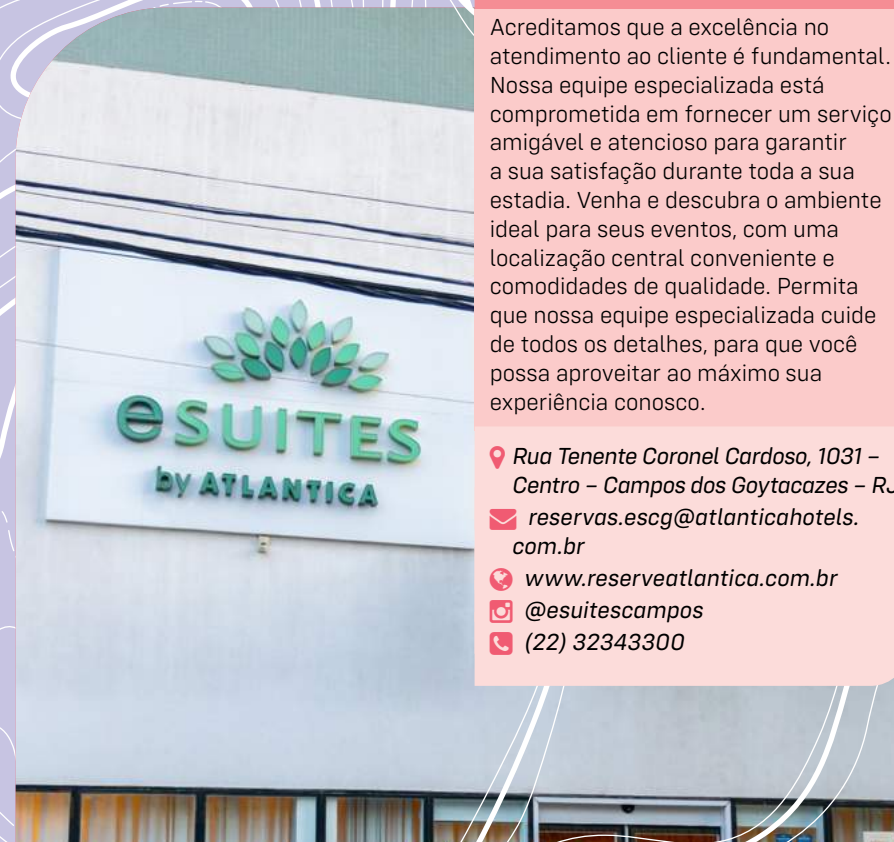 Acreditamos que a excelência no
atendimento ao cliente é fundamental.
Nossa equipe especializada está
comprometida em fornecer um serviço
amigável e atencioso para garantir
a sua satisfação durante toda a sua
estadia. Venha e descubra o ambiente
ideal para seus eventos, com uma
localização central conveniente e
comodidades de qualidade. Permita
que nossa equipe especializada cuide
de todos os detalhes, para que você
possa aproveitar ao máximo sua
experiência conosco.
Rua Tenente Coronel Cardoso, 1031 –
Centro – Campos dos Goytacazes – RJ
reservas.escg@atlanticahotels.
com.br
www.reserveatlantica.com.br
@esuitescampos
(22) 32343300
eSUITES
by ATLANTICA